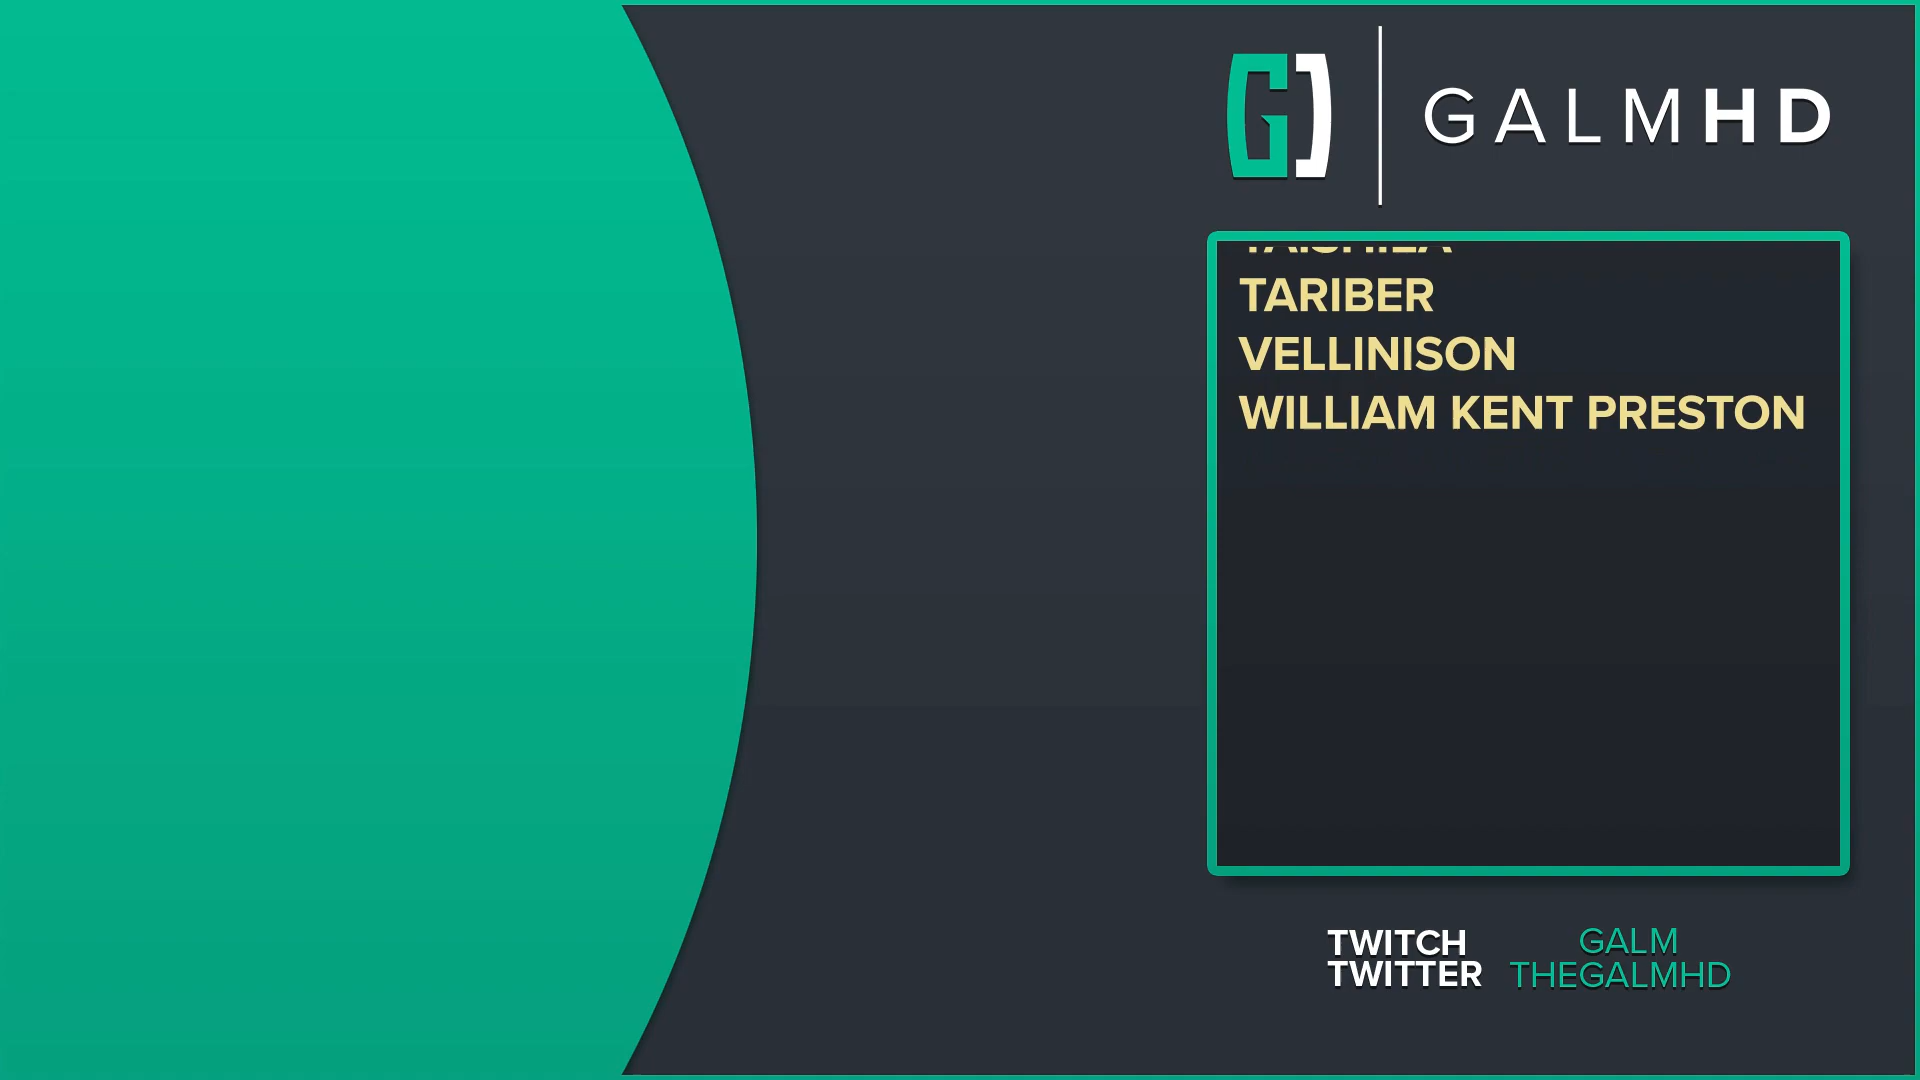 GALMHD
TARIBER
VELLINISON
WILLIAM KENT PRESTON
TWITCH GALM
TWITTER THEGALMHD